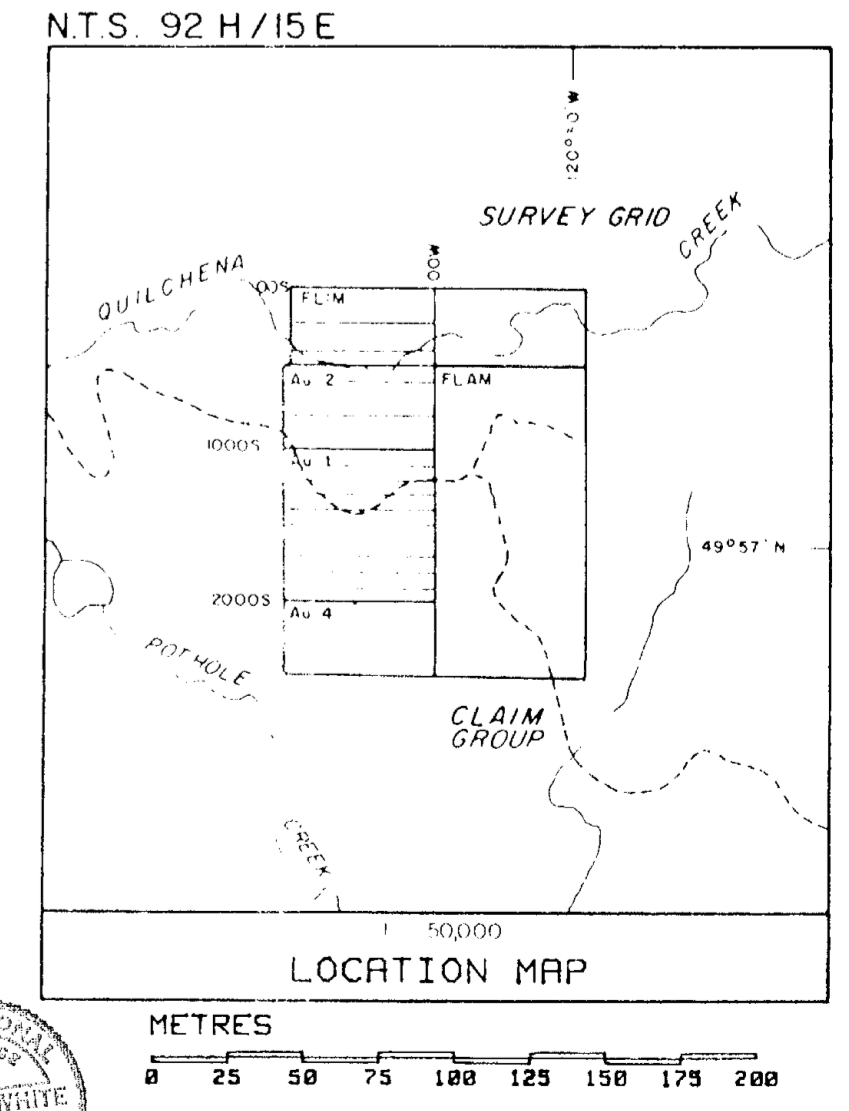 N.T.S. 92 H/15 E
120°=0' W
SURVEY GRID
CREEK
QUILCHENA
00S
00W
FLIM
Au 2
FLAM
1000S
Au 1
49°57' N
2000S
Au 4
POTHOLE
CLAIM
GROUP
CREEK
1 50,000
LOCATION MAP
METRES
0 25 50 75 100 125 150 175 200
WHITE